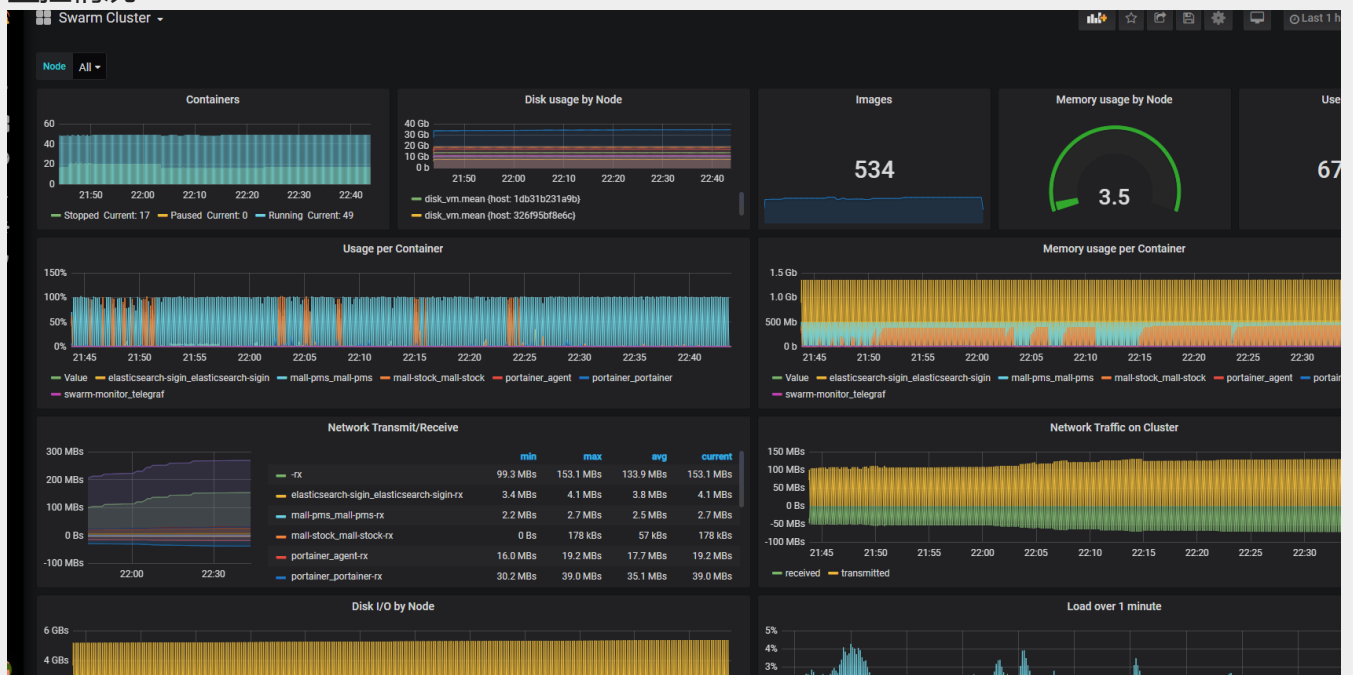 Swarm Cluster
Last 1 h
Node All
Containers
60
40
20
0
21:50 22:00 22:10 22:20 22:30 22:40
Stopped Current: 17 Paused Current: 0 Running Current: 49
Disk usage by Node
40 Gb
30 Gb
20 Gb
10 Gb
0 b
21:50 22:00 22:10 22:20 22:30 22:40
disk_vm.mean {host: 1db31b231a9b}
disk_vm.mean {host: 326f95bf8e6c}
Images
534
Memory usage by Node
3.5
Use
67
Usage per Container
150%
100%
50%
0%
21:45 21:50 21:55 22:00 22:05 22:10 22:15 22:20 22:25 22:30 22:35 22:40
Value elasticsearch-sigin_elasticsearch-sigin mall-pms_mall-pms mall-stock_mall-stock portainer_agent portainer_portainer
swarm-monitor_telegraf
Memory usage per Container
1.5 Gb
1.0 Gb
500 Mb
0 b
21:45 21:50 21:55 22:00 22:05 22:10 22:15 22:20 22:25 22:30
Value elasticsearch-sigin_elasticsearch-sigin mall-pms_mall-pms mall-stock_mall-stock portainer_agent portain
swarm-monitor_telegraf
Network Transmit/Receive
300 MBs
200 MBs
100 MBs
0 Bs
-100 MBs
22:00 22:30
min max avg current
-rx 99.3 MBs 153.1 MBs 133.9 MBs 153.1 MBs
elasticsearch-sigin_elasticsearch-sigin-rx 3.4 MBs 4.1 MBs 3.8 MBs 4.1 MBs
mall-pms_mall-pms-rx 2.2 MBs 2.7 MBs 2.5 MBs 2.7 MBs
mall-stock_mall-stock-rx 0 Bs 178 kBs 57 kBs 178 kBs
portainer_agent-rx 16.0 MBs 19.2 MBs 17.7 MBs 19.2 MBs
portainer_portainer-rx 30.2 MBs 39.0 MBs 35.1 MBs 39.0 MBs
Network Traffic on Cluster
150 MBs
100 MBs
50 MBs
0 Bs
-50 MBs
-100 MBs
21:45 21:50 21:55 22:00 22:05 22:10 22:15 22:20 22:25 22:30
received transmitted
Disk I/O by Node
6 GBs
4 GBs
Load over 1 minute
5%
4%
3%